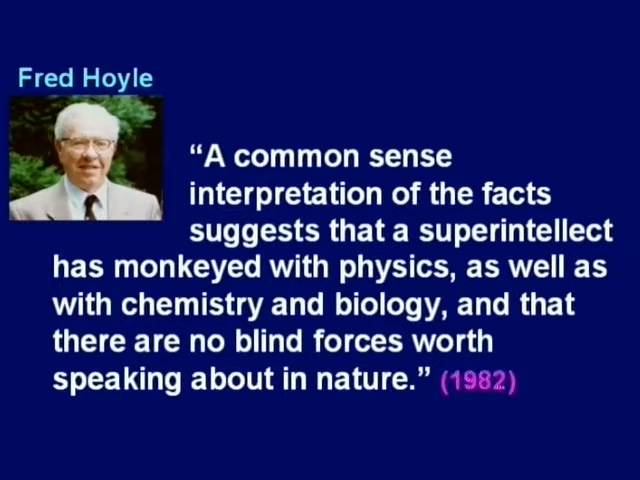 Fred Hoyle
“A common sense
interpretation of the facts
suggests that a superintellect
has monkeyed with physics, as well as
with chemistry and biology, and that
there are no blind forces worth
speaking about in nature.” (1982)